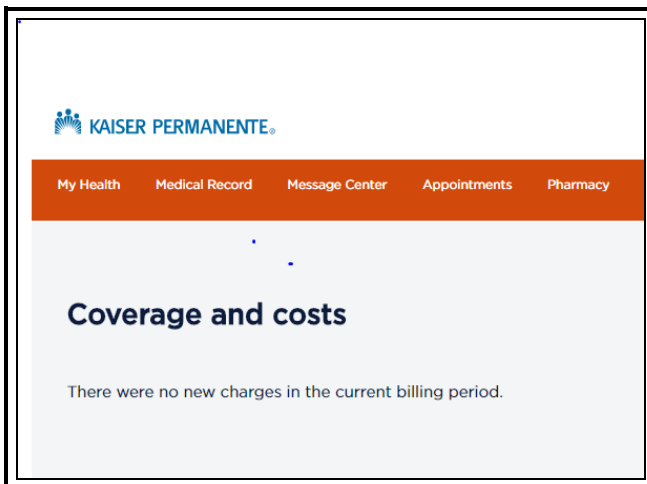 KAISER PERMANENTE®
My Health Medical Record Message Center Appointments Pharmacy
Coverage and costs
There were no new charges in the current billing period.